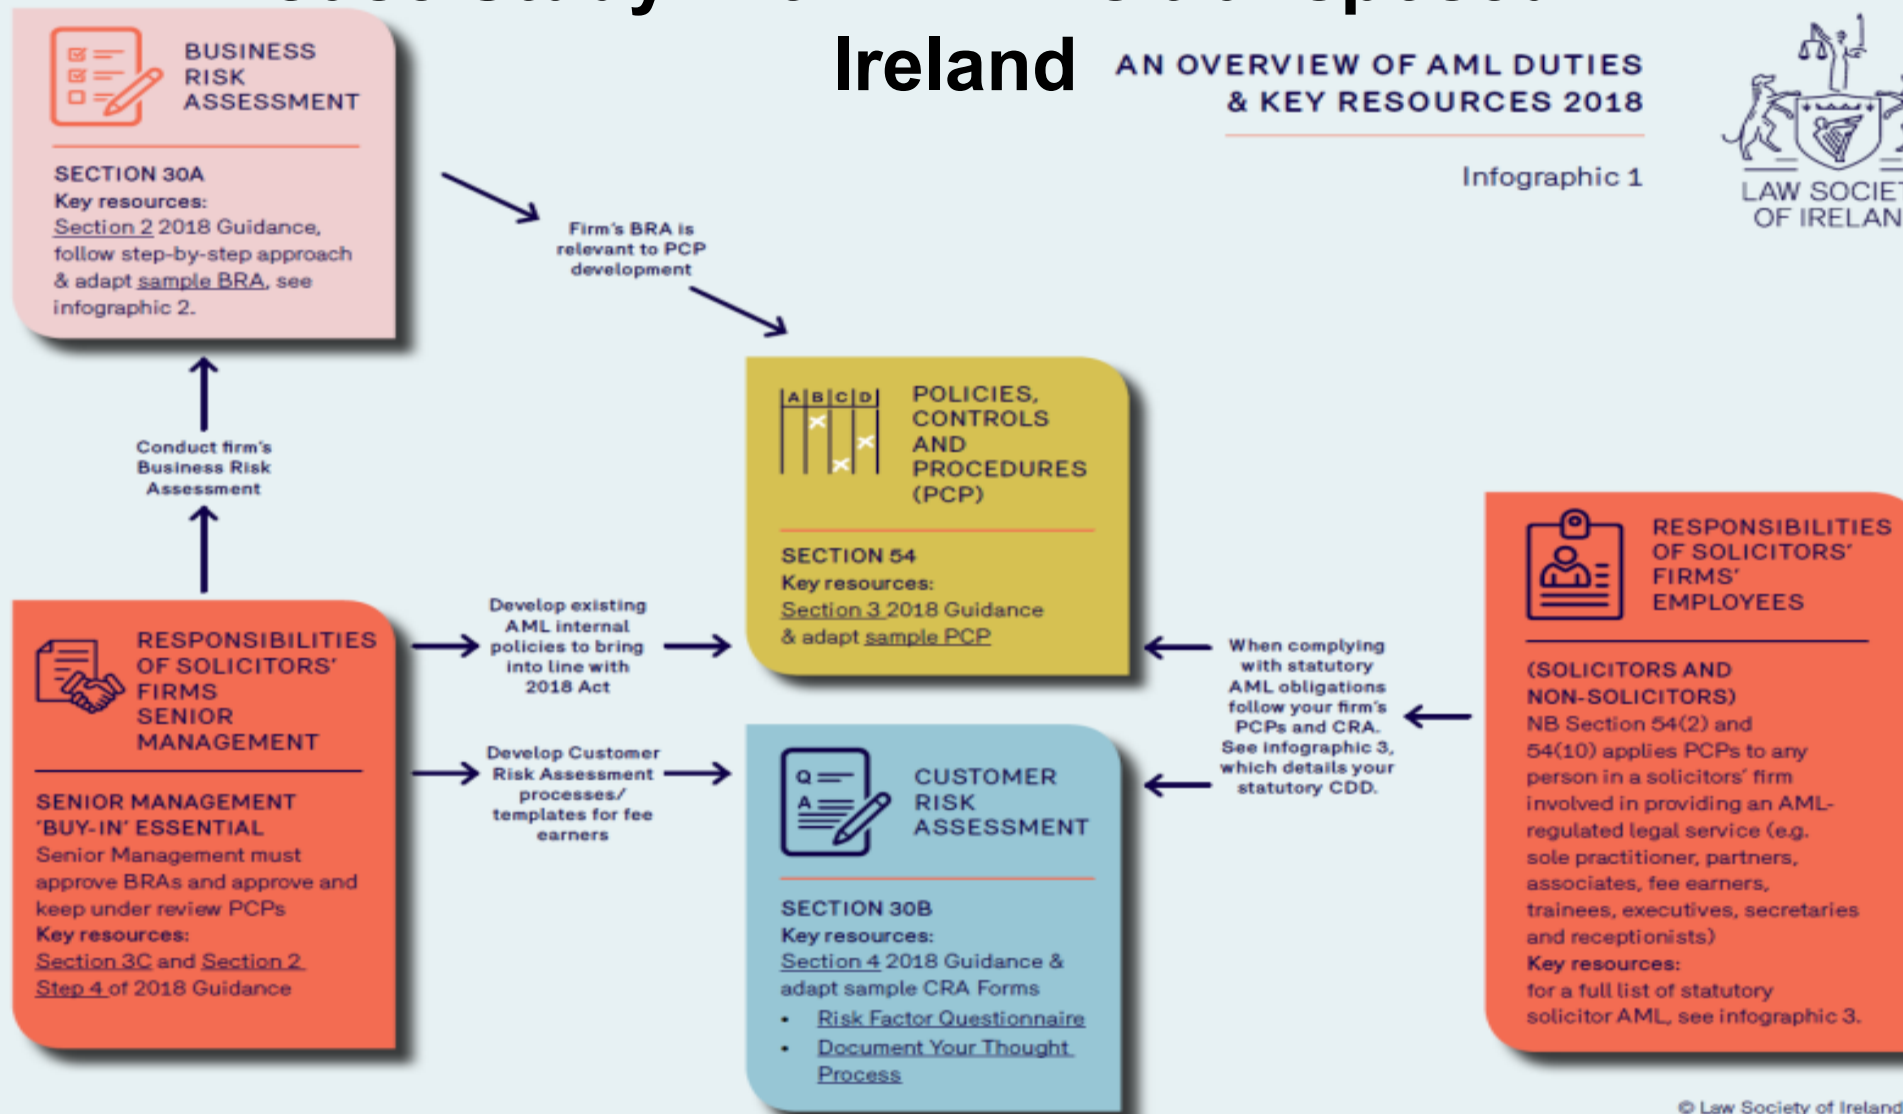 Ireland
AN OVERVIEW OF AML DUTIES
& KEY RESOURCES 2018
Infographic 1
LAW
OF
BUSINESS
RISK
ASSESSMENT
SECTION 30A
Key resources:
Section 2 2018 Guidance,
follow step-by-step approach
& adapt sample BRA, see
infographic 2.
Firm's BRA is
relevant to PCP
development
Conduct firm's
Business Risk
Assessment
A B C D
POLICIES,
CONTROLS
AND
PROCEDURES
(PCP)
SECTION 54
Key resources:
Section 3 2018 Guidance
& adapt sample PCP
RESPONSIBILITIES
OF SOLICITORS'
FIRMS
SENIOR
MANAGEMENT
SENIOR MANAGEMENT
'BUY-IN' ESSENTIAL
Senior Management must
approve BRAs and approve and
keep under review PCPs
Key resources:
Section 3C and Section 2
Step 4 of 2018 Guidance
Develop existing
AML internal
policies to bring
into line with
2018 Act
Develop Customer
Risk Assessment
processes/
templates for fee
earners
Q
A
CUSTOMER
RISK
ASSESSMENT
SECTION 30B
Key resources:
Section 4 2018 Guidance &
adapt sample CRA Forms
• Risk Factor Questionnaire
• Document Your Thought
Process
When complying
with statutory
AML obligations
follow your firm's
PCPs and CRA.
See infographic 3,
which details your
statutory CDD.
RESPONSIBILITIES
OF SOLICITORS'
FIRMS'
EMPLOYEES
(SOLICITORS AND
NON-SOLICITORS)
NB Section 54(2) and
54(10) applies PCPs to any
person in a solicitors' firm
involved in providing an AML-
regulated legal service (e.g.
sole practitioner, partners,
associates, fee earners,
trainees, executives, secretaries
and receptionists)
Key resources:
for a full list of statutory
solicitor AML, see infographic 3.
© Law Society of Ireland